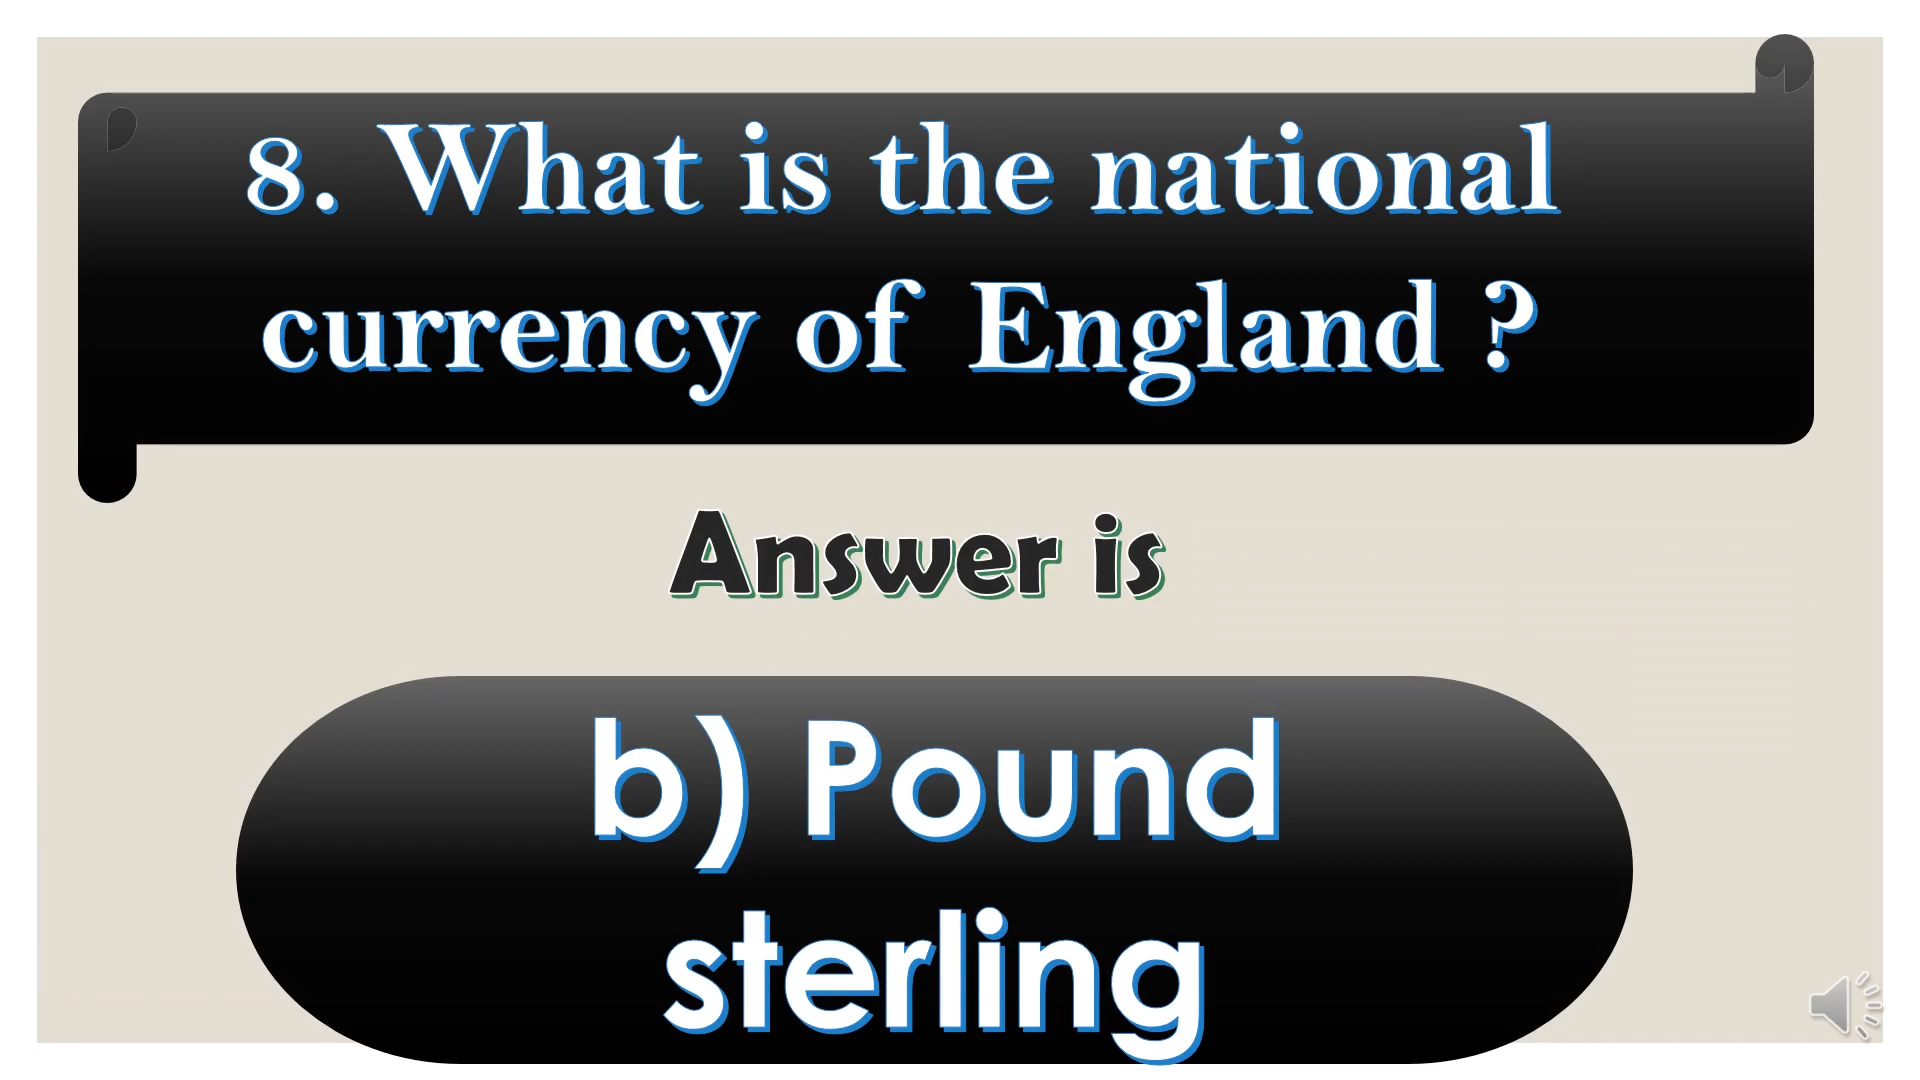 8. What is the national
currency of England ?
Answer is
b) Pound
sterling